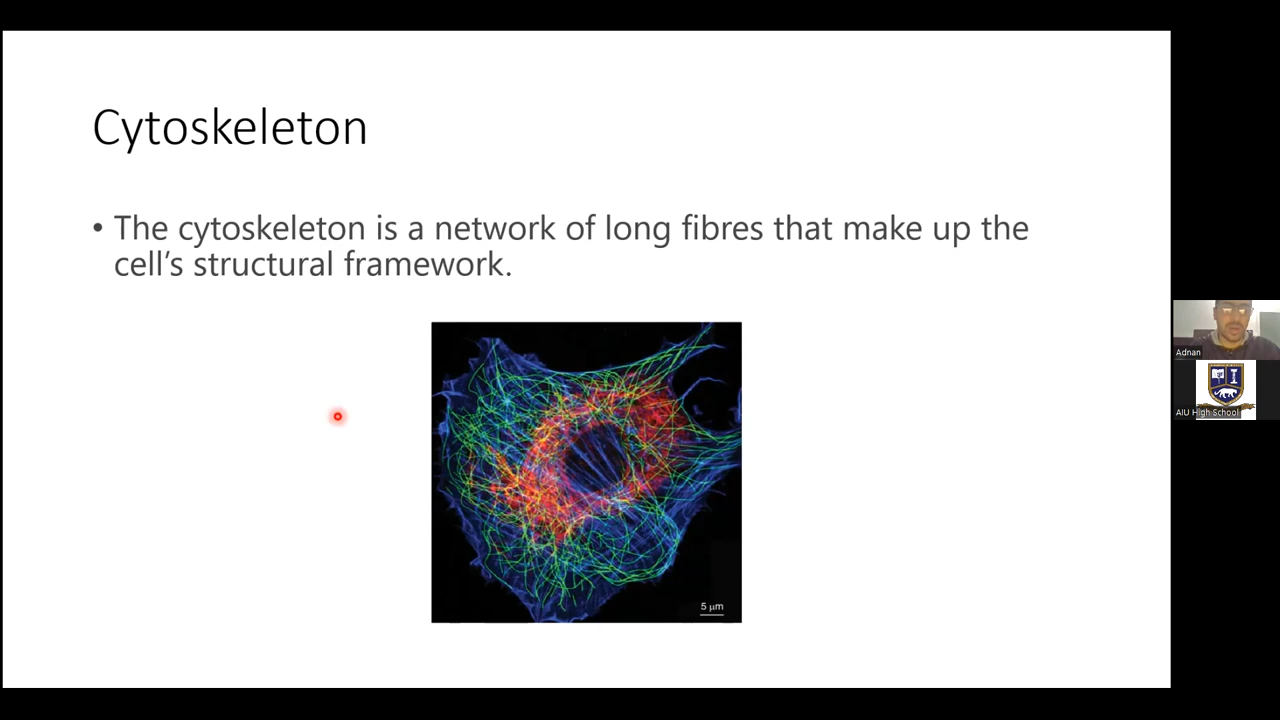 Cytoskeleton
• The cytoskeleton is a network of long fibres that make up the
cell’s structural framework.
5 μm
Adnan
AIU High School